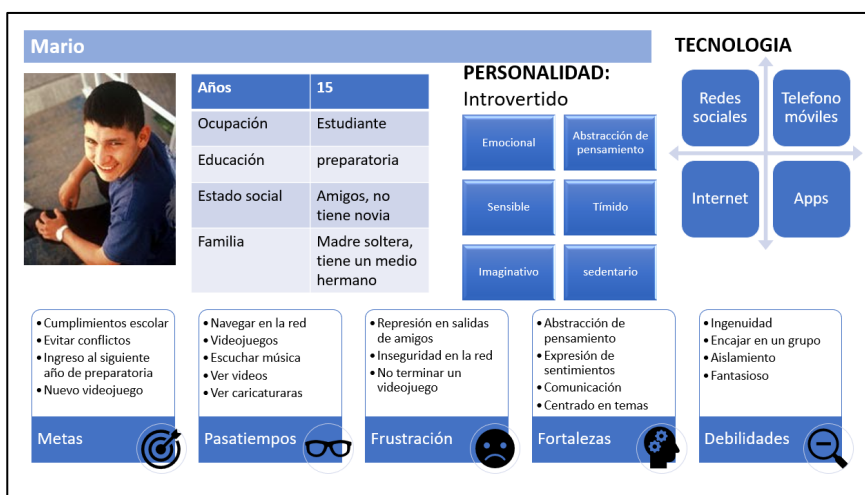 Mario
Años 15
Ocupación Estudiante
Educación preparatoria
Estado social Amigos, no
tiene novia
Familia Madre soltera,
tiene un medio
hermano
PERSONALIDAD:
Introvertido
Emocional
Abstracción de
pensamiento
Sensible
Tímido
Imaginativo
sedentario
TECNOLOGIA
Redes
sociales
Telefono
móviles
Internet
Apps
• Cumplimientos escolar
• Evitar conflictos
• Ingreso al siguiente
año de preparatoria
• Nuevo videojuego
Metas
• Navegar en la red
• Videojuegos
• Escuchar música
• Ver videos
• Ver caricaturaras
Pasatiempos
• Represión en salidas
de amigos
• Inseguridad en la red
• No terminar un
videojuego
Frustración
• Abstracción de
pensamiento
• Expresión de
sentimientos
• Comunicación
• Centrado en temas
Fortalezas
• Ingenuidad
• Encajar en un grupo
• Aislamiento
• Fantasioso
Debilidades